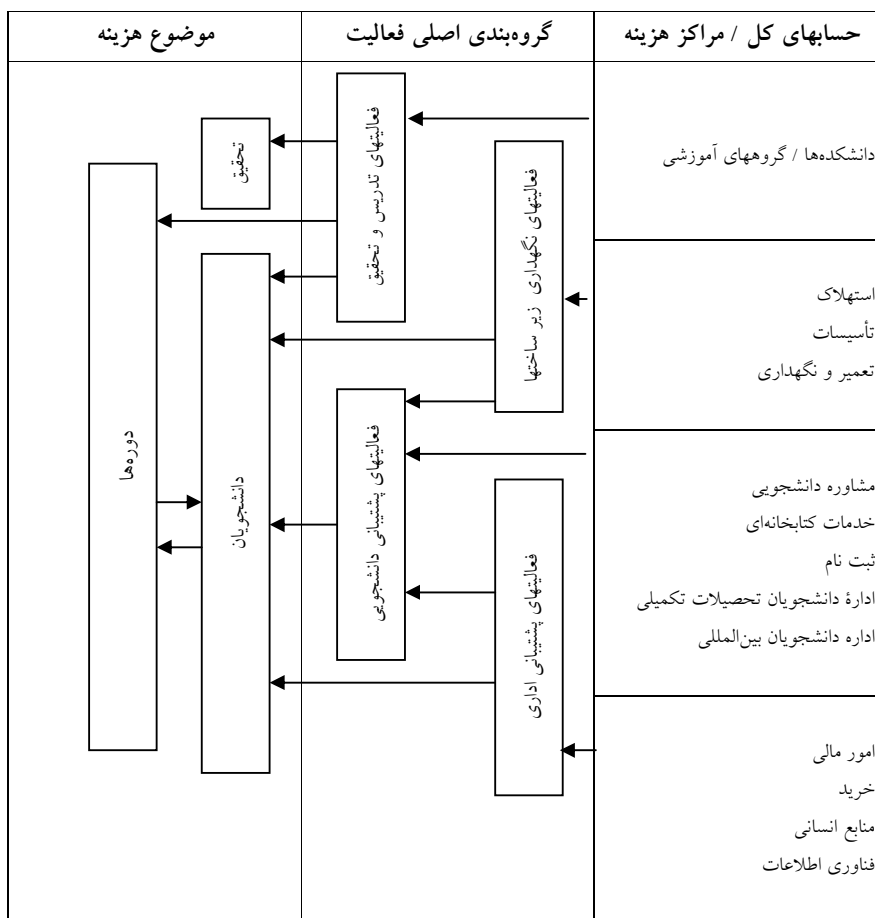 حسابهای کل / مراکز هزینه
گروه‌بندی اصلی فعالیت
موضوع هزینه
دانشکده‌ها / گروههای آموزشی
استهلاک
تأسیسات
تعمیر و نگهداری
مشاوره دانشجویی
خدمات کتابخانه‌ای
ثبت نام
ادارۀ دانشجویان تحصیلات تکمیلی
اداره دانشجویان بین‌المللی
امور مالی
خرید
منابع انسانی
فناوری اطلاعات
فعالیتهای نگهداری زیر ساختها
فعالیتهای پشتیبانی اداری
فعالیتهای تدریس و تحقیق
فعالیتهای پشتیبانی دانشجویی
تحقیق
دانشجویان
دوره‌ها